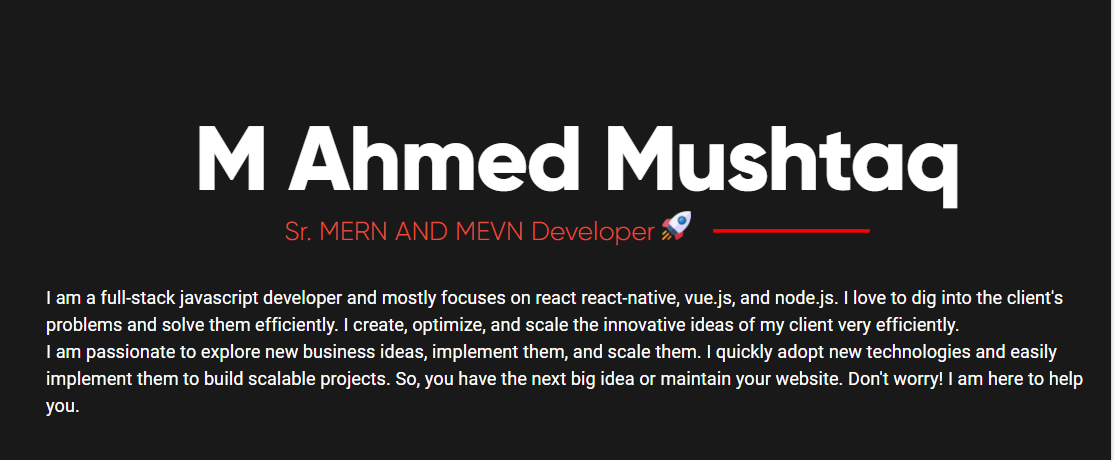 M Ahmed Mushtaq
Sr. MERN AND MEVN Developer 🚀
I am a full-stack javascript developer and mostly focuses on react react-native, vue.js, and node.js. I love to dig into the client's
problems and solve them efficiently. I create, optimize, and scale the innovative ideas of my client very efficiently.
I am passionate to explore new business ideas, implement them, and scale them. I quickly adopt new technologies and easily
implement them to build scalable projects. So, you have the next big idea or maintain your website. Don't worry! I am here to help
you.